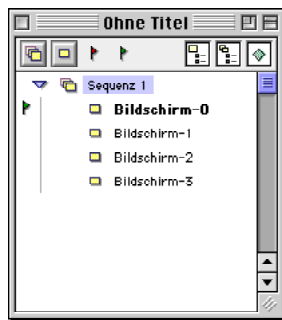 Ohne Titel
Sequenz 1
Bildschirm-0
Bildschirm-1
Bildschirm-2
Bildschirm-3